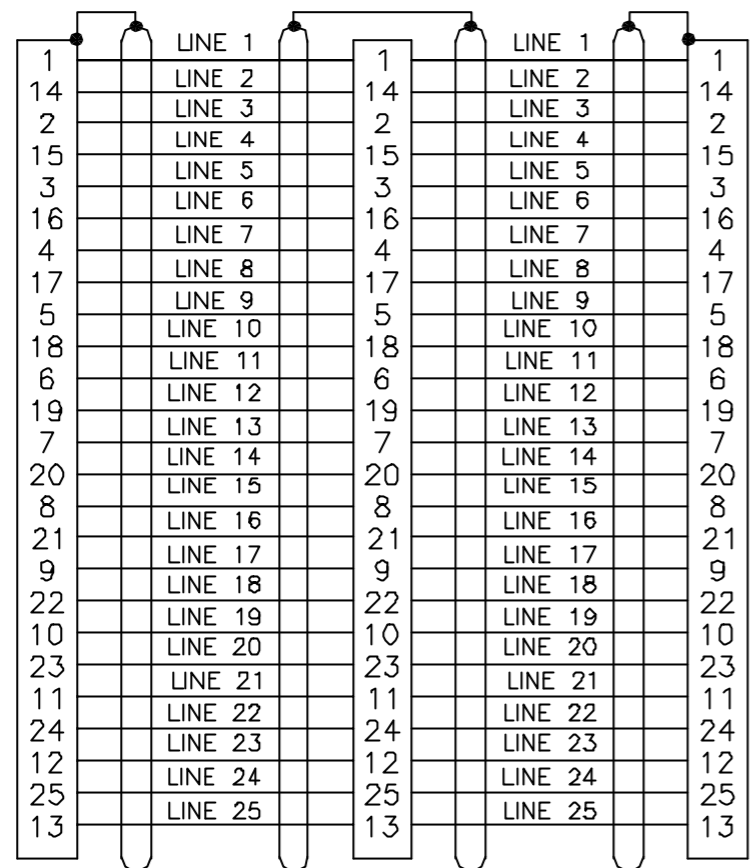 LINE 1 LINE 1
1 1 1
LINE 2 LINE 2
14 14 14
LINE 3 LINE 3
2 2 2
LINE 4 LINE 4
15 15 15
LINE 5 LINE 5
3 3 3
LINE 6 LINE 6
16 16 16
LINE 7 LINE 7
4 4 4
LINE 8 LINE 8
17 17 17
LINE 9 LINE 9
5 5 5
LINE 10 LINE 10
18 18 18
LINE 11 LINE 11
6 6 6
LINE 12 LINE 12
19 19 19
LINE 13 LINE 13
7 7 7
LINE 14 LINE 14
20 20 20
LINE 15 LINE 15
8 8 8
LINE 16 LINE 16
21 21 21
LINE 17 LINE 17
9 9 9
LINE 18 LINE 18
22 22 22
LINE 19 LINE 19
10 10 10
LINE 20 LINE 20
23 23 23
LINE 21 LINE 21
11 11 11
LINE 22 LINE 22
24 24 24
LINE 23 LINE 23
12 12 12
LINE 24 LINE 24
25 25 25
LINE 25 LINE 25
13 13 13